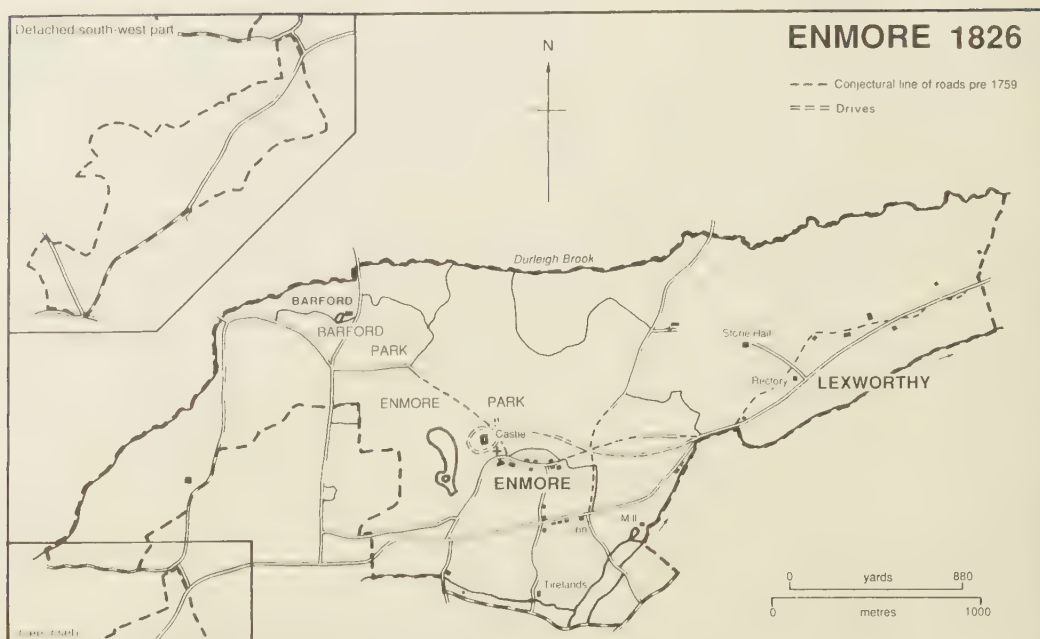 Detached south-west part
ENMORE 1826
N
Conjectural line of roads pre 1759
Drives
Durleigh Brook
BARFORD
BARFORD
PARK
Stone Hall
Rectory
LEXWORTHY
ENMORE PARK
Castle
ENMORE
Inn
Mill
Tirelands
0 yards 880
0 metres 1000